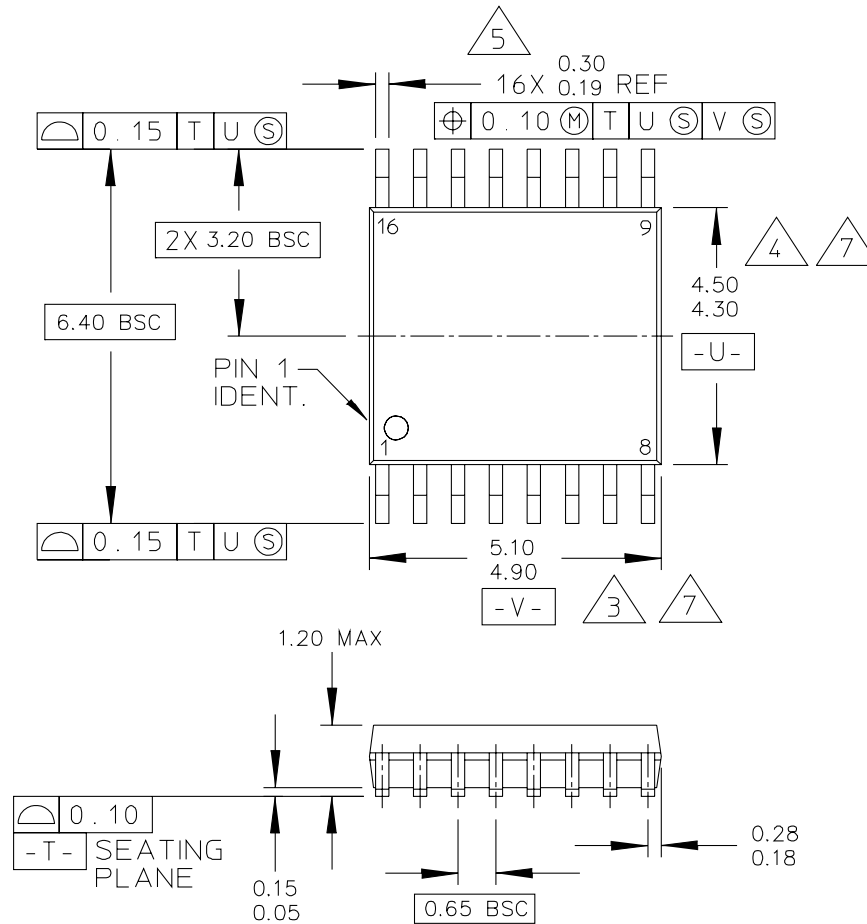 5
0.30
16X 0.19 REF
⌓ 0.15 T U Ⓢ
⌖ 0.10 Ⓜ T U Ⓢ V Ⓢ
16
9
2X 3.20 BSC
4
7
4.50
4.30
6.40 BSC
-U-
PIN 1
IDENT.
1
8
⌓ 0.15 T U Ⓢ
5.10
4.90
-V-
3
7
1.20 MAX
⌓ 0.10
-T- SEATING
PLANE
0.15
0.05
0.65 BSC
0.28
0.18